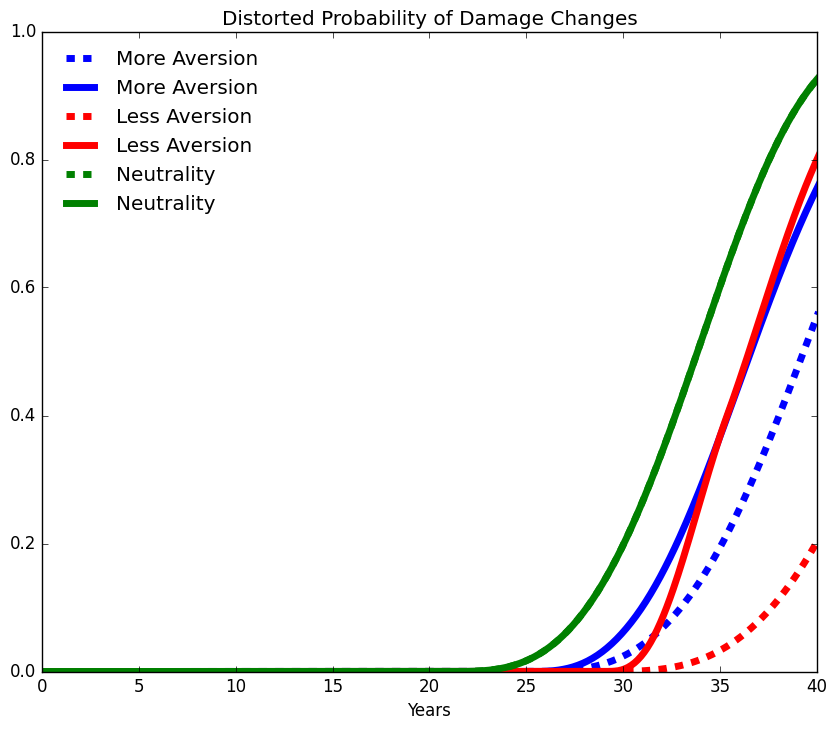 Distorted Probability of Damage Changes
1.0
0.8
0.6
0.4
0.2
0.0
More Aversion
More Aversion
Less Aversion
Less Aversion
Neutrality
Neutrality
0 5 10 15 20 25 30 35 40
Years